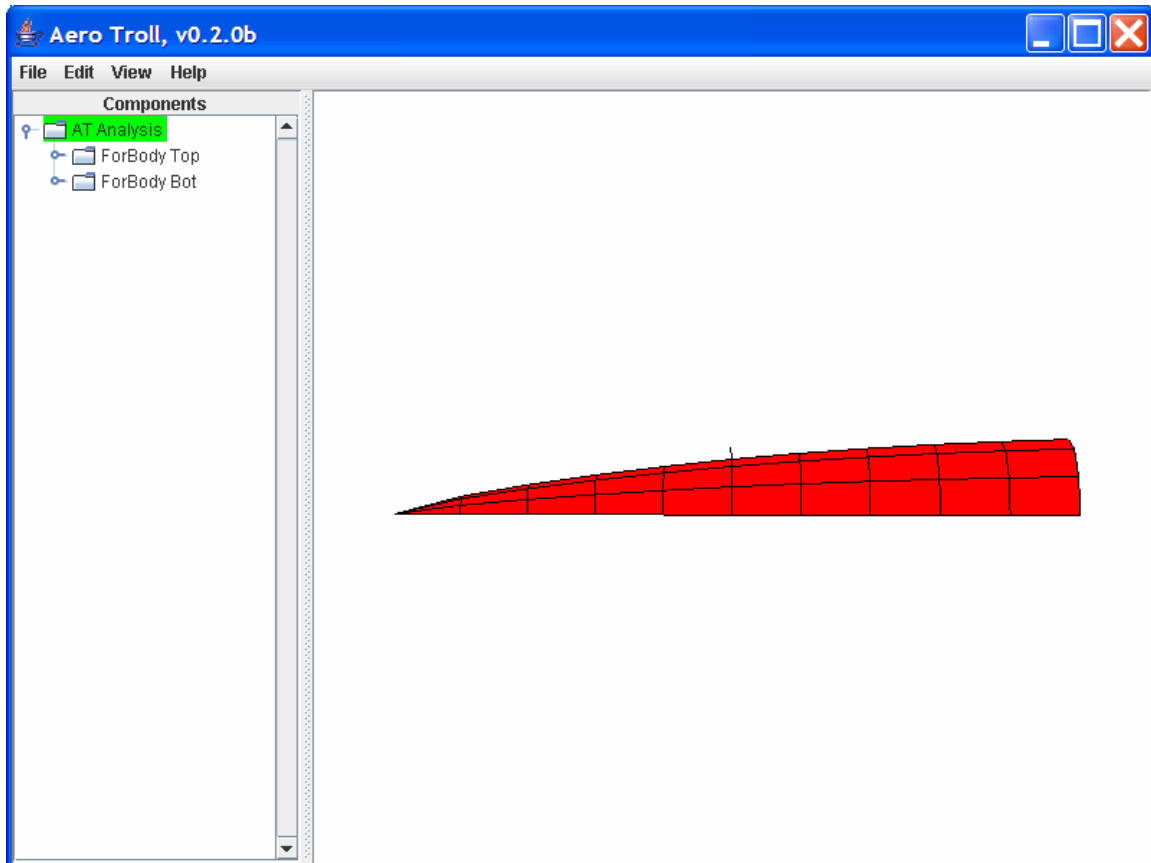 Aero Troll, v0.2.0b
File Edit View Help
Components
AT Analysis
ForBody Top
ForBody Bot